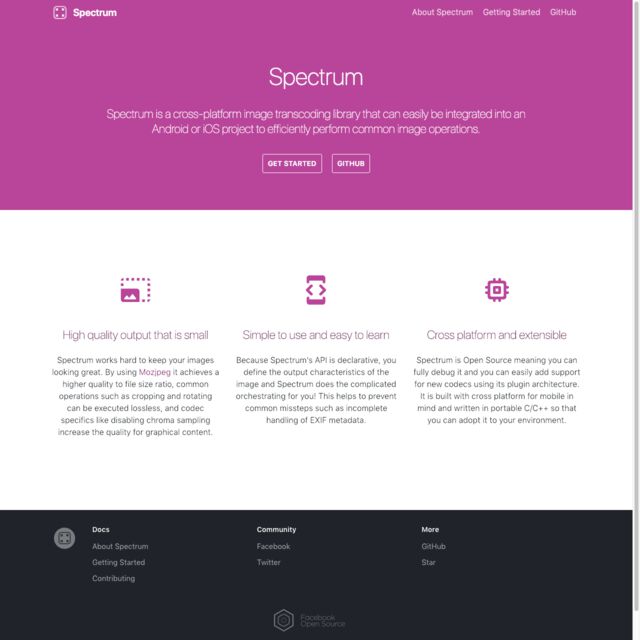 Spectrum
About Spectrum Getting Started GitHub
Spectrum
Spectrum is a cross-platform image transcoding library that can easily be integrated into an
Android or iOS project to efficiently perform common image operations.
GET STARTED GITHUB
High quality output that is small
Spectrum works hard to keep your images
looking great. By using Mozjpeg it achieves a
higher quality to file size ratio, common
operations such as cropping and rotating
can be executed lossless, and codec
specifics like disabling chroma sampling
increase the quality for graphical content.
Simple to use and easy to learn
Because Spectrum's API is declarative, you
define the output characteristics of the
image and Spectrum does the complicated
orchestrating for you! This helps to prevent
common missteps such as incomplete
handling of EXIF metadata.
Cross platform and extensible
Spectrum is Open Source meaning you can
fully debug it and you can easily add support
for new codecs using its plugin architecture.
It is built with cross platform for mobile in
mind and written in portable C/C++ so that
you can adopt it to your environment.
Docs
About Spectrum
Getting Started
Contributing
Community
Facebook
Twitter
More
GitHub
Star
Facebook
Open Source